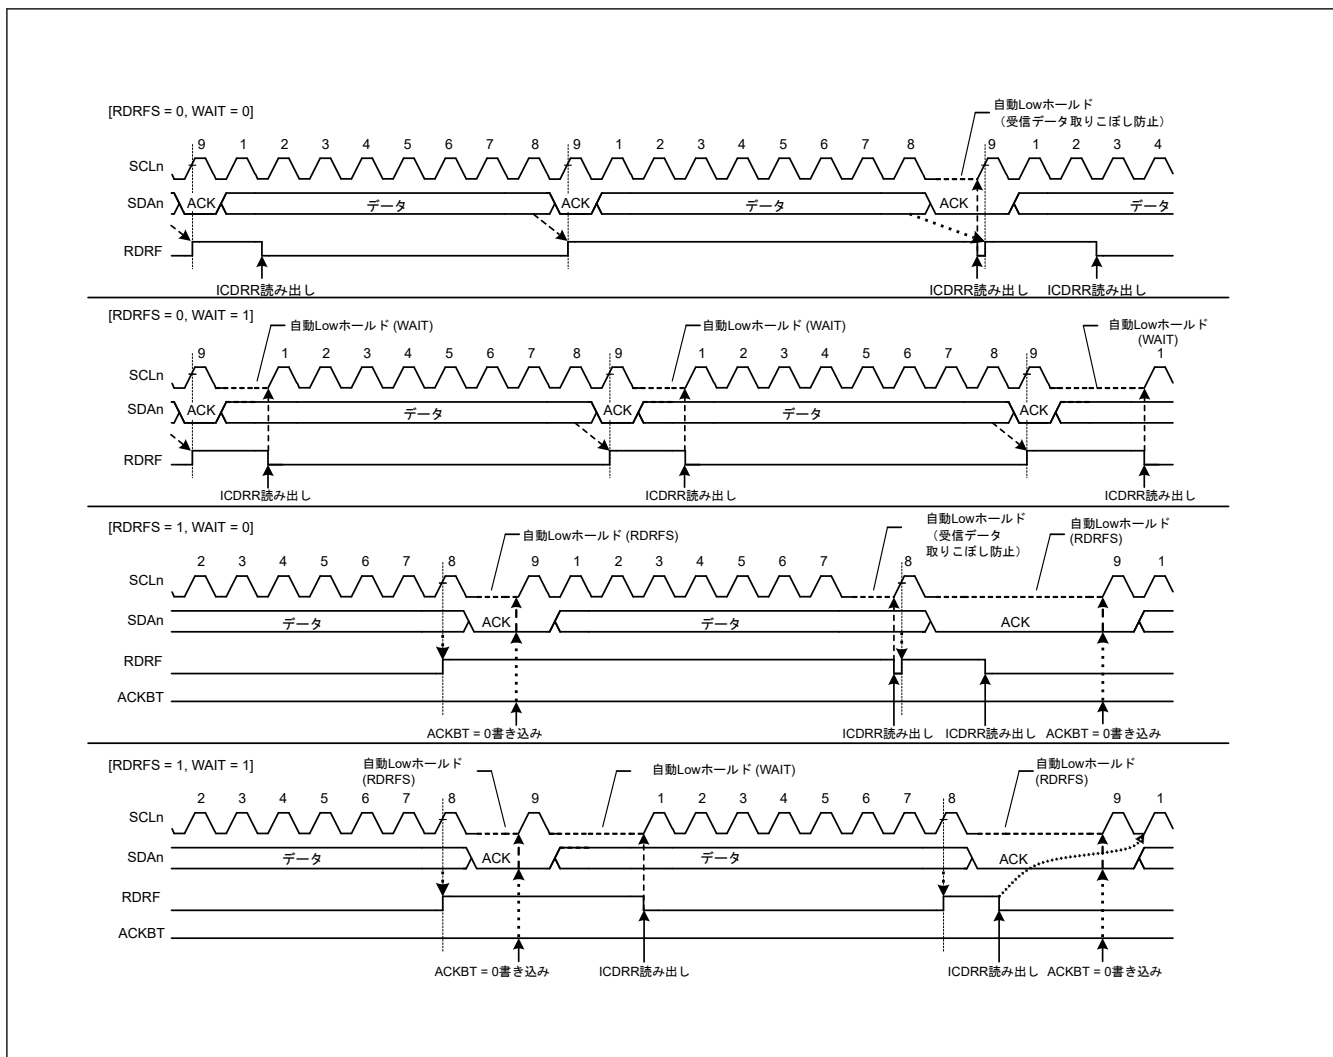 [RDRFS = 0, WAIT = 0]
自動Lowホールド
(受信データ取りこぼし防止)
9 1 2 3 4 5 6 7 8 9 1 2 3 4 5 6 7 8 9 1 2 3 4
SCLn
SDAn ACK データ ACK データ ACK データ
RDRF
ICDRR読み出し ICDRR読み出し ICDRR読み出し
[RDRFS = 0, WAIT = 1]
自動Lowホールド (WAIT) 自動Lowホールド (WAIT) 自動Lowホールド
(WAIT)
9 1 2 3 4 5 6 7 8 9 1 2 3 4 5 6 7 8 9 1
SCLn
SDAn ACK データ ACK データ ACK
RDRF
ICDRR読み出し ICDRR読み出し ICDRR読み出し
[RDRFS = 1, WAIT = 0]
自動Lowホールド (RDRFS)
自動Lowホールド
(受信データ
取りこぼし防止)
自動Lowホールド
(RDRFS)
2 3 4 5 6 7 8 9 1 2 3 4 5 6 7 8 9 1
SCLn
SDAn データ ACK データ ACK
RDRF
ACKBT
ACKBT = 0書き込み ICDRR読み出し ICDRR読み出し ACKBT = 0書き込み
[RDRFS = 1, WAIT = 1]
自動Lowホールド
(RDRFS)
自動Lowホールド (WAIT)
自動Lowホールド
(RDRFS)
2 3 4 5 6 7 8 9 1 2 3 4 5 6 7 8 9 1
SCLn
SDAn データ ACK データ ACK
RDRF
ACKBT
ACKBT = 0書き込み ICDRR読み出し ICDRR読み出し ACKBT = 0書き込み